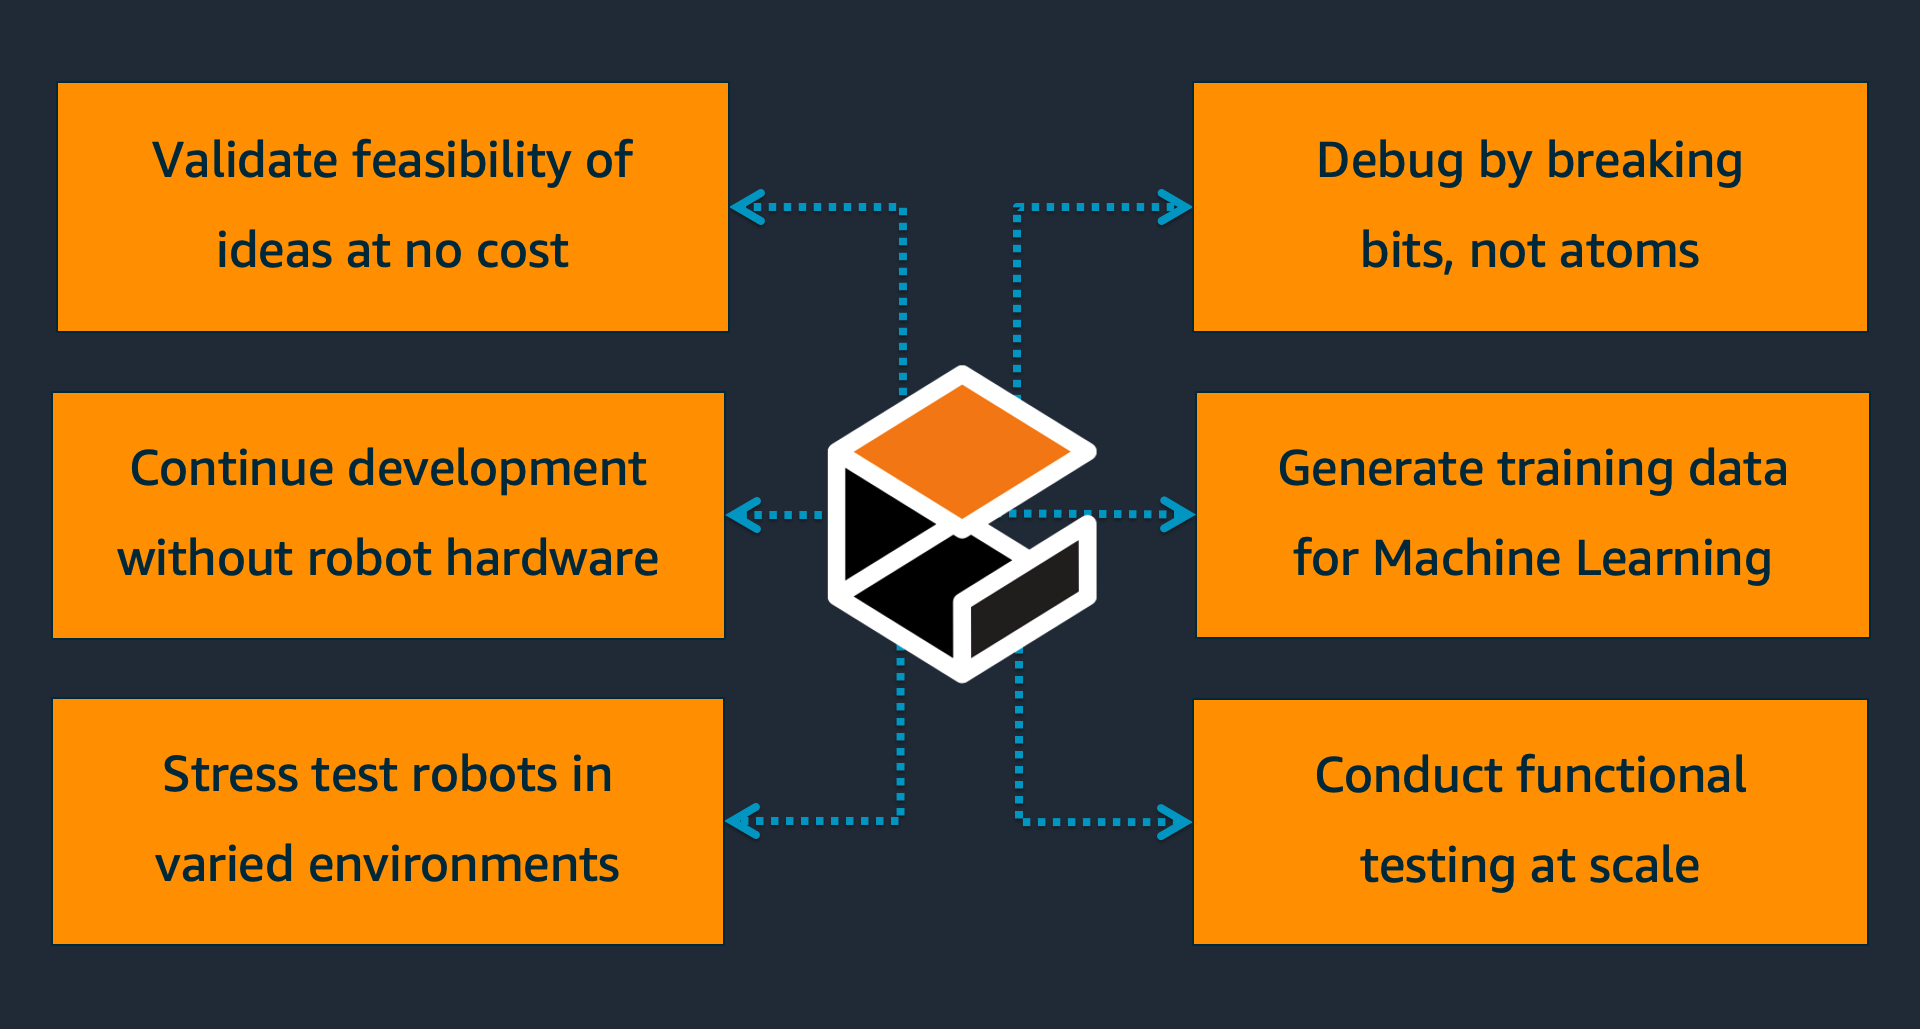 Validate feasibility of
ideas at no cost
Debug by breaking
bits, not atoms
Continue development
without robot hardware
Generate training data
for Machine Learning
Stress test robots in
varied environments
Conduct functional
testing at scale